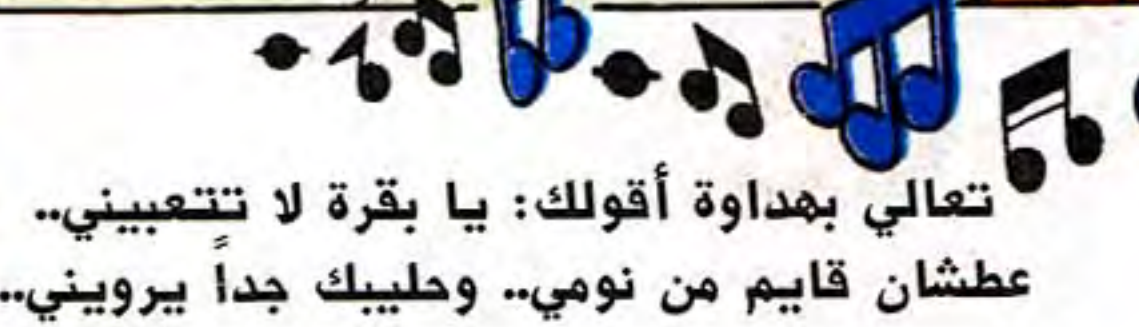 تعالي بهداوة أقولك: يا بقرة لا تتعبيني..
عطشان قايم من نومي.. وحليبك جداً يرويني..